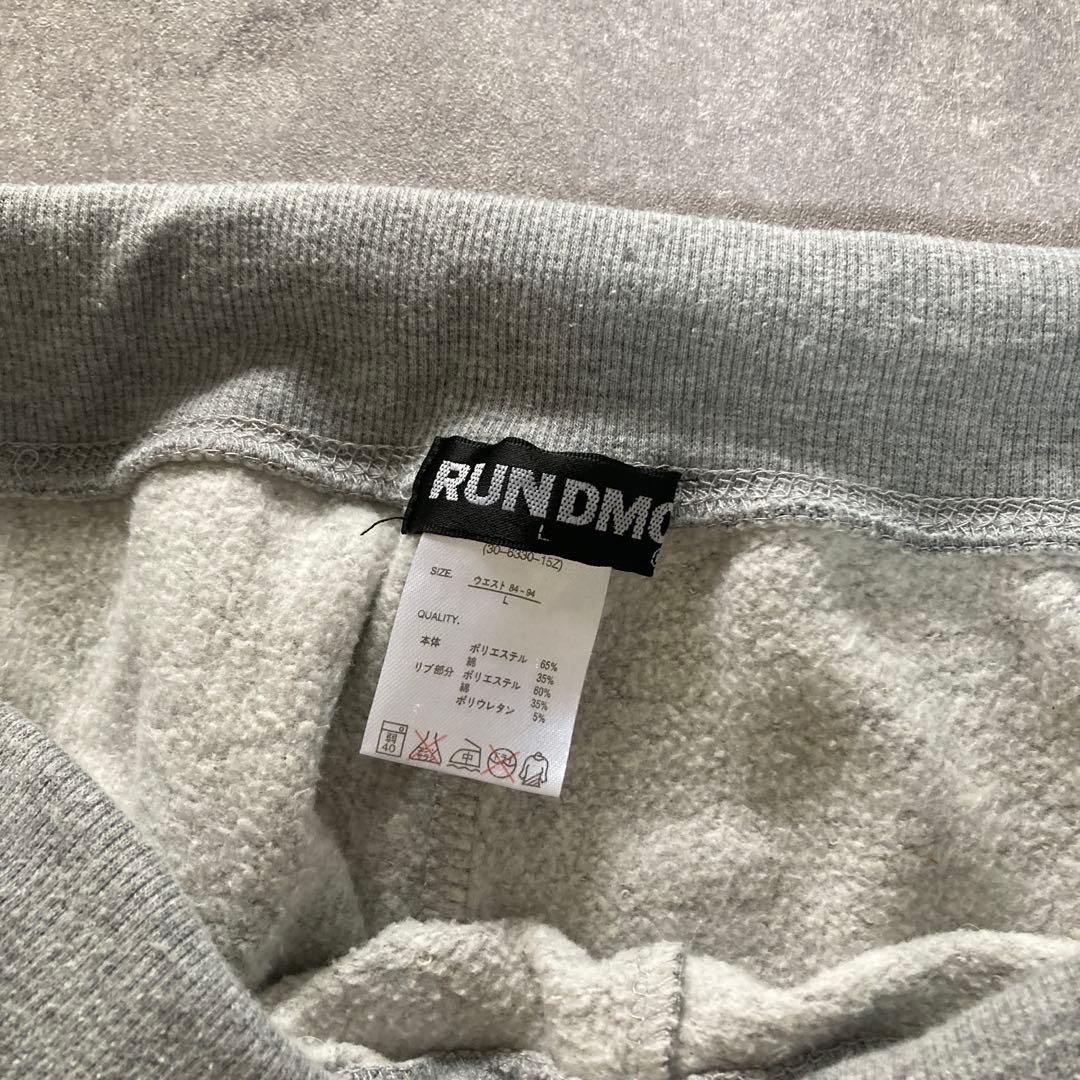 RUN DMC
L
(30-6330-15Z)
SIZE. ウエスト 84~94
L
QUALITY.
本体 ポリエステル 65%
綿 35%
リブ部分 ポリエステル 60%
綿 35%
ポリウレタン 5%
弱 40 中